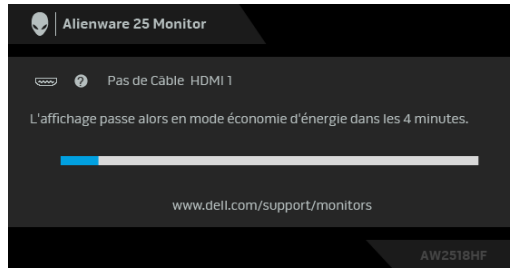 Alienware 25 Monitor
? Pas de Câble HDMI 1
L'affichage passe alors en mode économie d'énergie dans les 4 minutes.
www.dell.com/support/monitors
AW2518HF